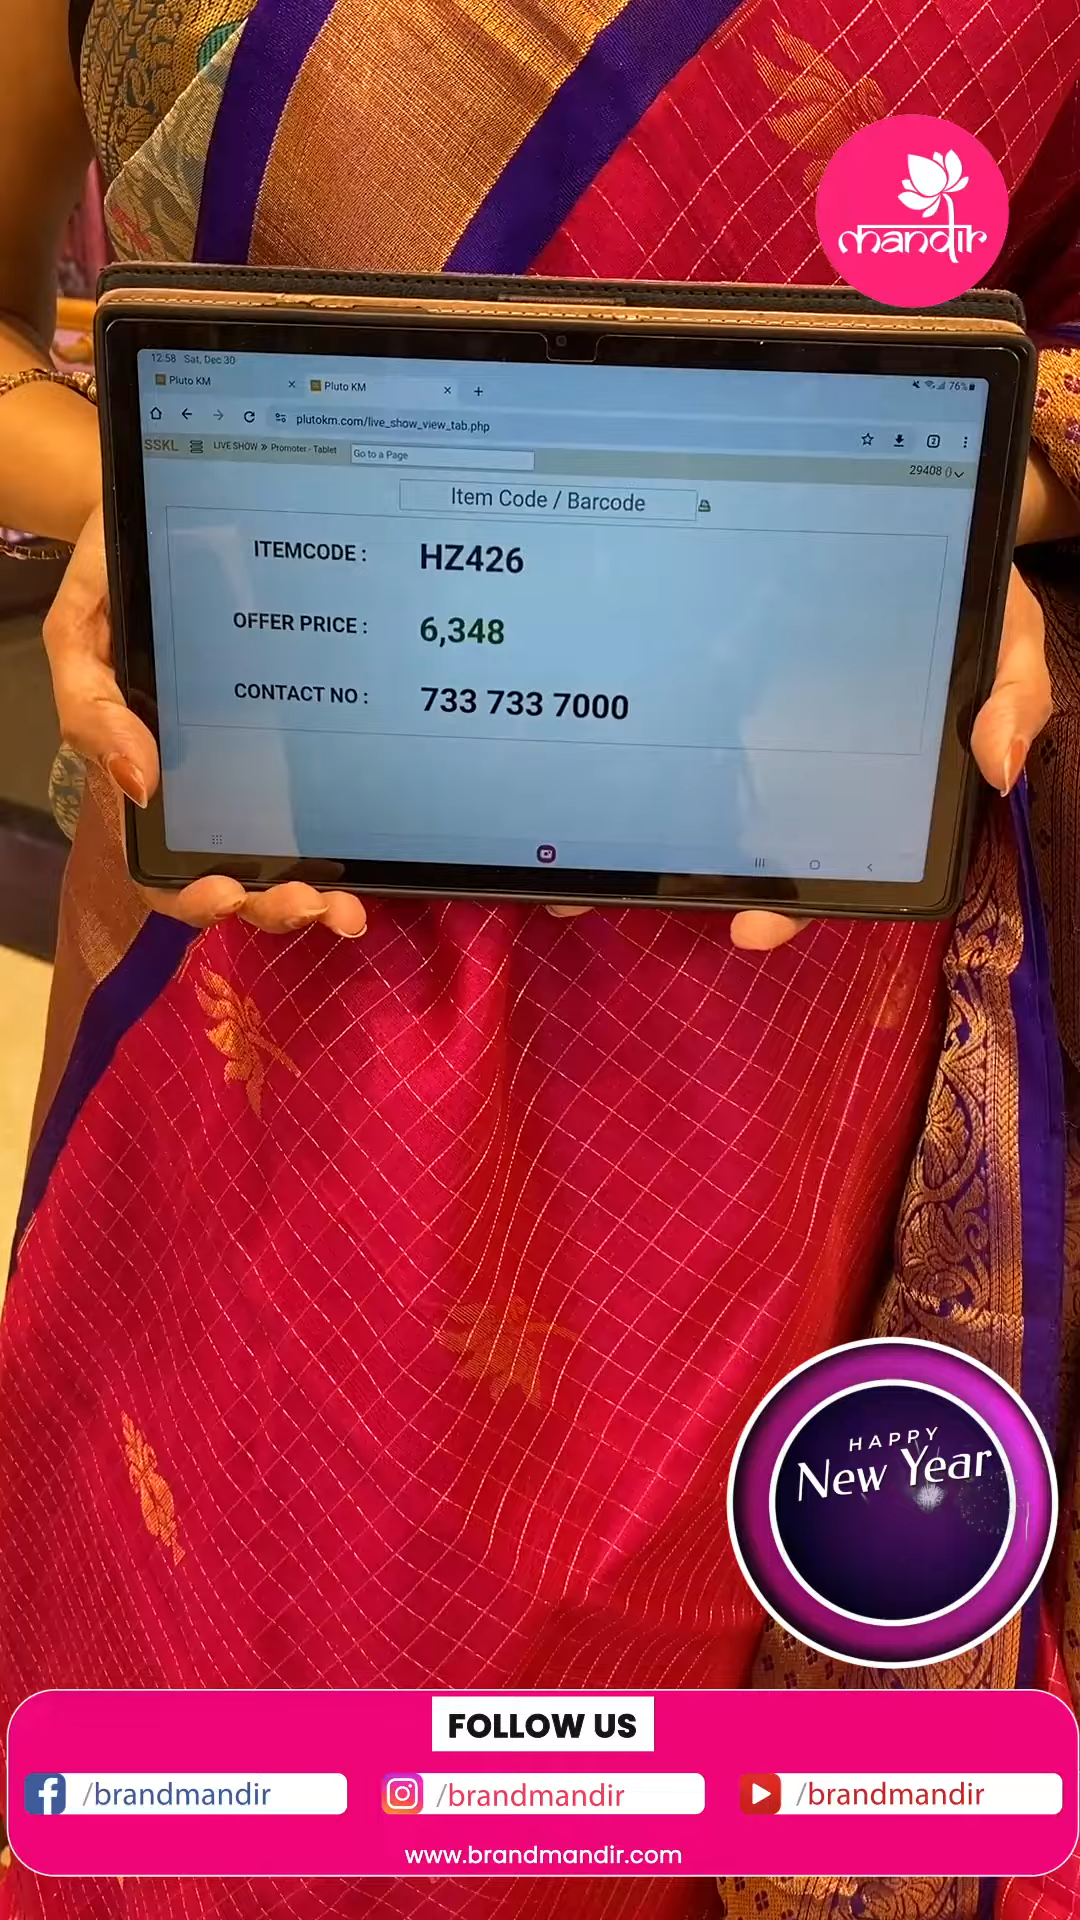 mandir
12:58 Sat, Dec 30
76%
Pluto KM
Pluto KM
plutokm.com/live_show_view_tab.php
2
SSKL
LIVE SHOW » Promoter - Tablet
Go to a Page
29408 ()
Item Code / Barcode
ITEMCODE : HZ426
OFFER PRICE : 6,348
CONTACT NO : 733 733 7000
HAPPY
New Year
FOLLOW US
/brandmandir
/brandmandir
/brandmandir
www.brandmandir.com